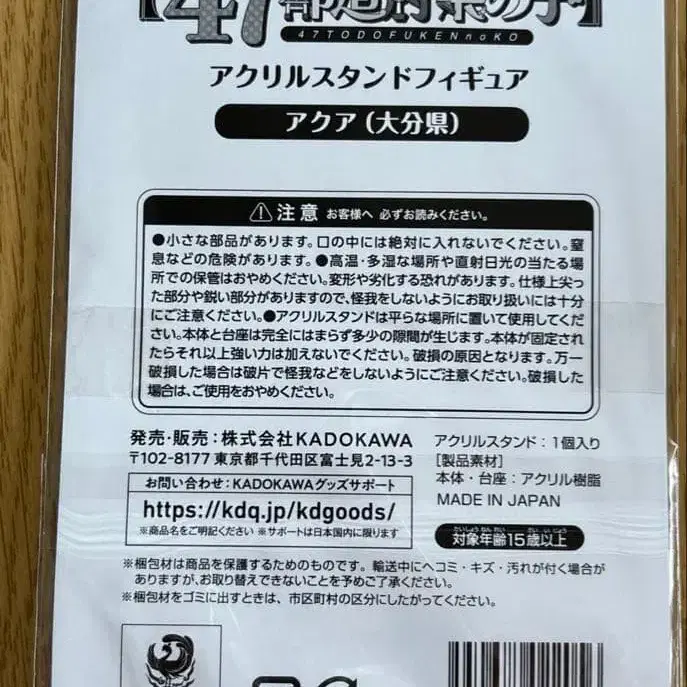 【47都道府県の子】
47TODOFUKENnoKO
アクリルスタンドフィギュア
アクア（大分県）
注意 お客様へ 必ずお読みください。
●小さな部品があります。口の中には絶対に入れないでください。窒
息などの危険があります。●高温・多湿な場所や直射日光の当たる場
所での保管はおやめください。変形や劣化する恐れがあります。仕様上尖っ
た部分や鋭い部分がありますので、怪我をしないようにお取り扱いには十分
にご注意ください。●アクリルスタンドは平らな場所に置いて使用してくだ
さい。本体と台座は完全にはまらず多少の隙間が生じます。本体が固定され
たらそれ以上強い力は加えないでください。破損の原因となります。万一
破損した場合は破片で怪我などをしないようにご注意ください。破損した
場合は、ご使用をおやめください。
発売・販売：株式会社KADOKAWA
〒102-8177 東京都千代田区富士見2-13-3
お問い合わせ：KADOKAWAグッズサポート
https://kdq.jp/kdgoods/
※商品名をご明記ください ※サポートは日本国内に限ります
アクリルスタンド：1個入り
[製品素材]
本体・台座：アクリル樹脂
MADE IN JAPAN
たいしょうねんれい さい いじょう
対象年齢15歳以上
※梱包材は商品を保護するためのものです。輸送中にヘコミ・キズ・汚れが付く場合が
ありますが、お取り替えできないことを予めご了承ください。
※梱包材をゴミに出すときは、市区町村の区分にしたがってください。